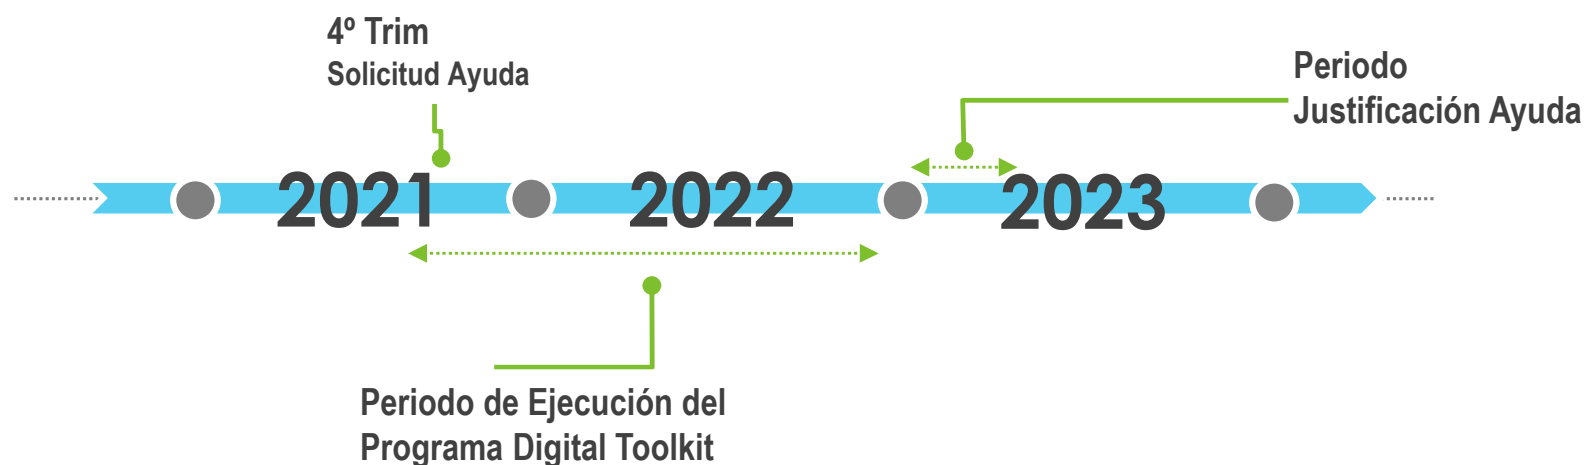 4º Trim
Solicitud Ayuda
Periodo
Justificación Ayuda
2021
2022
2023
Periodo de Ejecución del
Programa Digital Toolkit